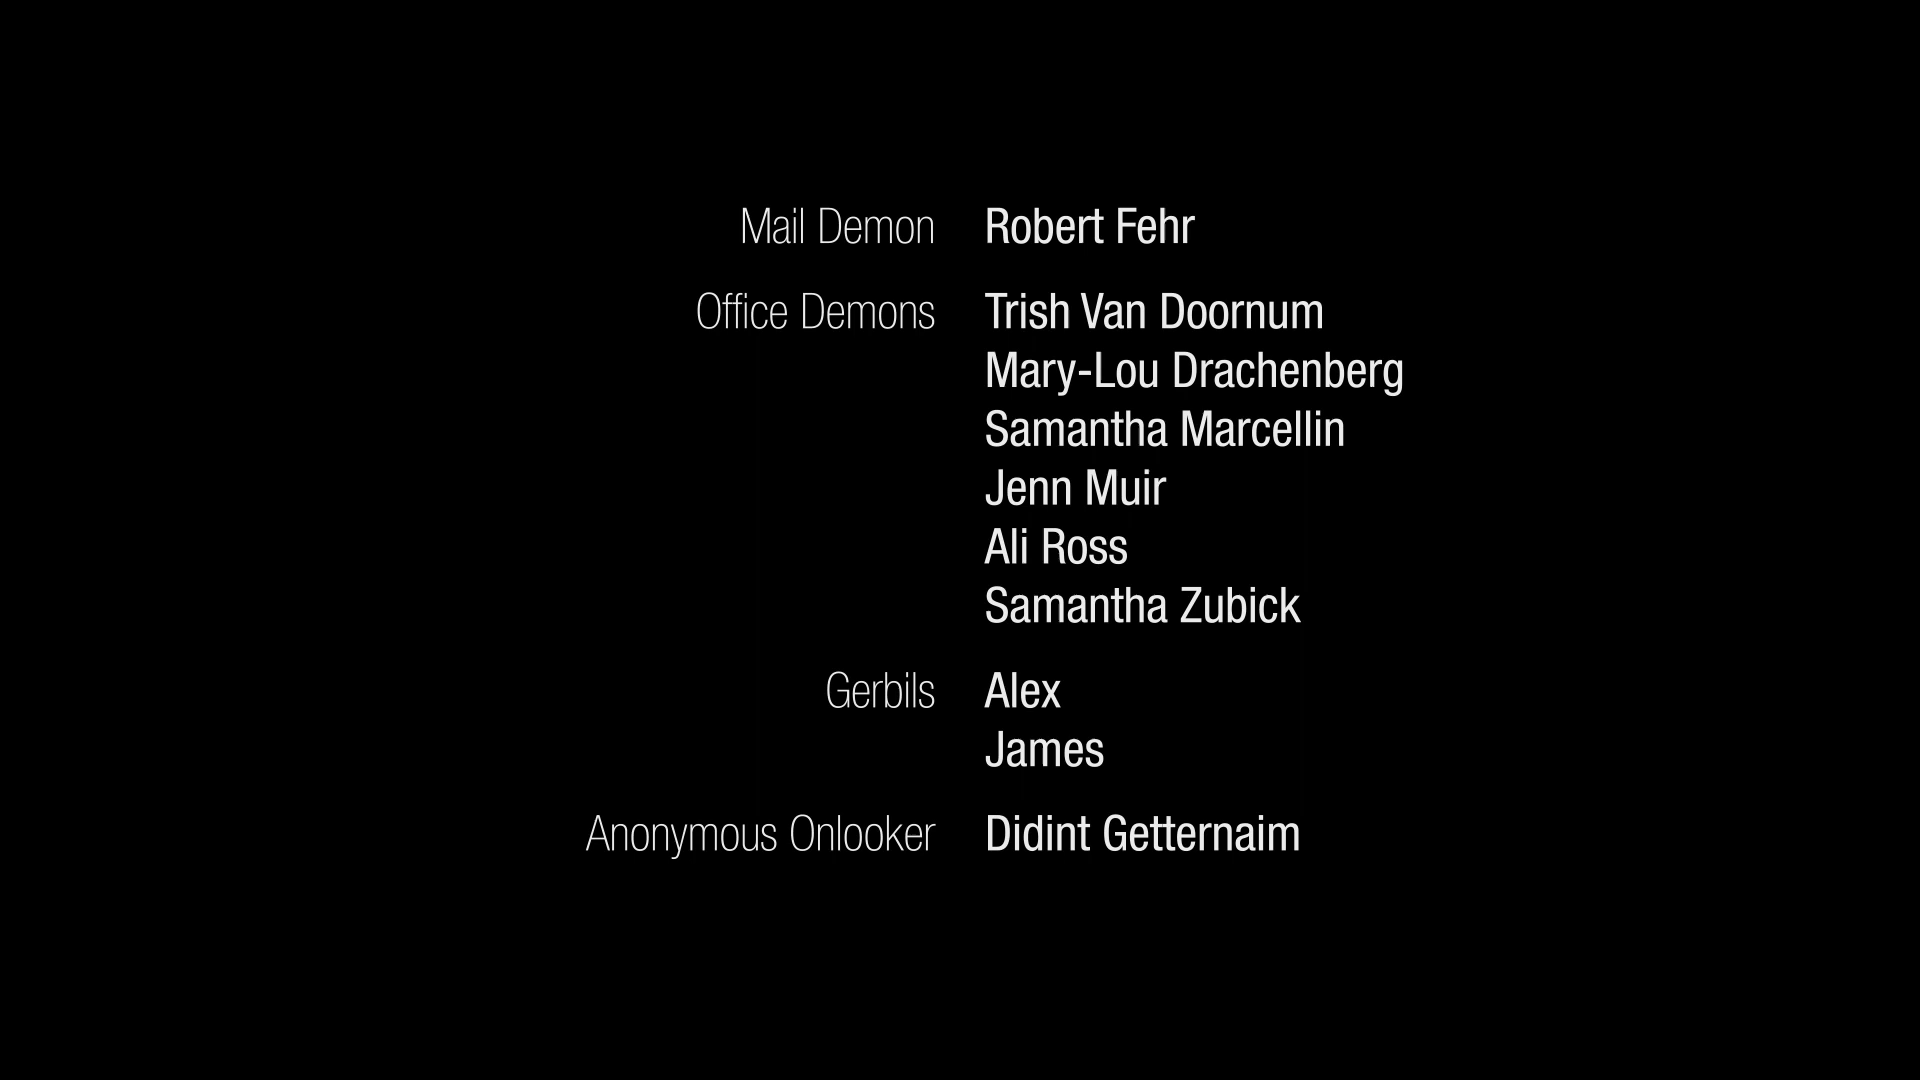 Mail Demon Robert Fehr
Office Demons Trish Van Doornum
Mary-Lou Drachenberg
Samantha Marcellin
Jenn Muir
Ali Ross
Samantha Zubick
Gerbils Alex
James
Anonymous Onlooker Didint Getternaim